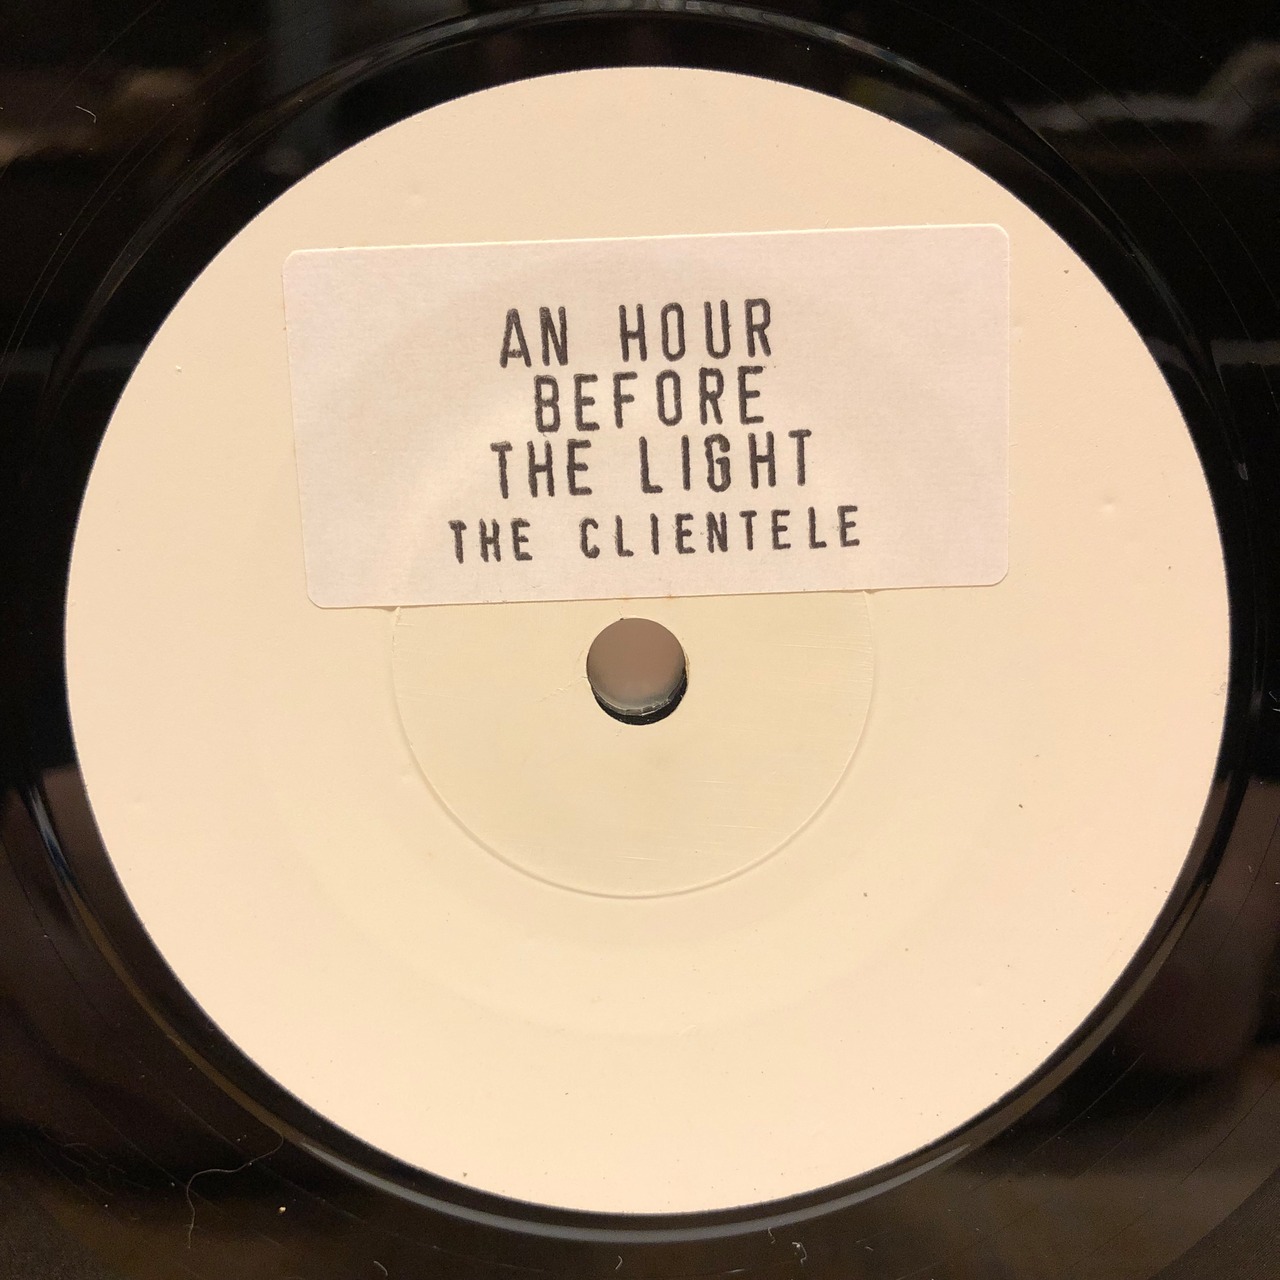 AN HOUR
BEFORE
THE LIGHT
THE CLIENTELE